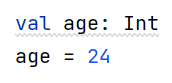 val age: Int
age = 24